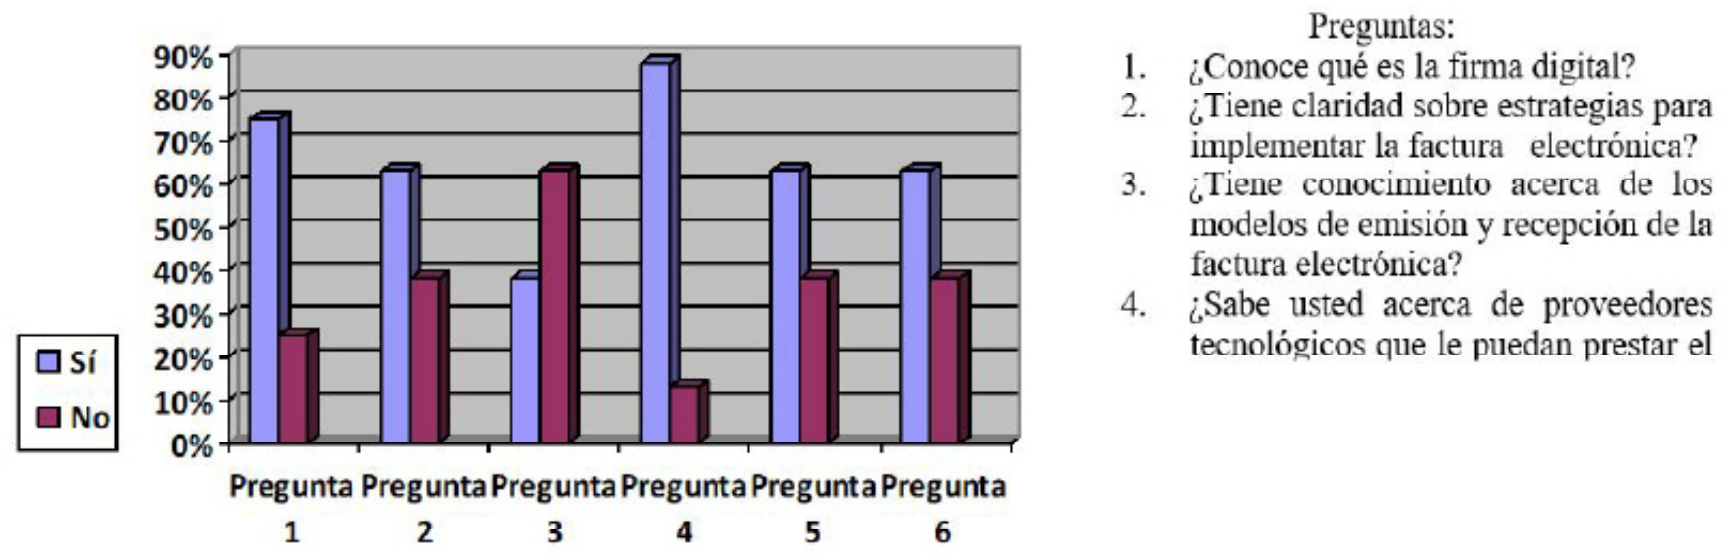 90%
80%
70%
60%
50%
40%
30%
20%
10%
0%
Sí
No
Pregunta Pregunta Pregunta Pregunta Pregunta Pregunta
1 2 3 4 5 6
Preguntas:
1. ¿Conoce qué es la firma digital?
2. ¿Tiene claridad sobre estrategias para
implementar la factura electrónica?
3. ¿Tiene conocimiento acerca de los
modelos de emisión y recepción de la
factura electrónica?
4. ¿Sabe usted acerca de proveedores
tecnológicos que le puedan prestar el